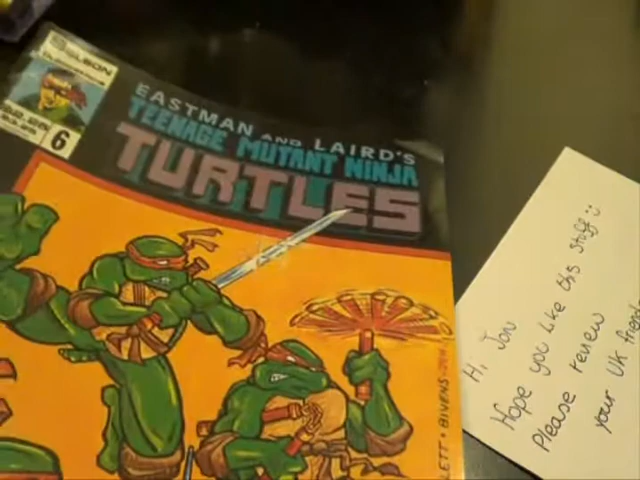 6
EASTMAN AND LAIRD'S
TEENAGE MUTANT NINJA
TURTLES
Hi, Jon
Hope you like this stuff :)
Please review
your UK friend